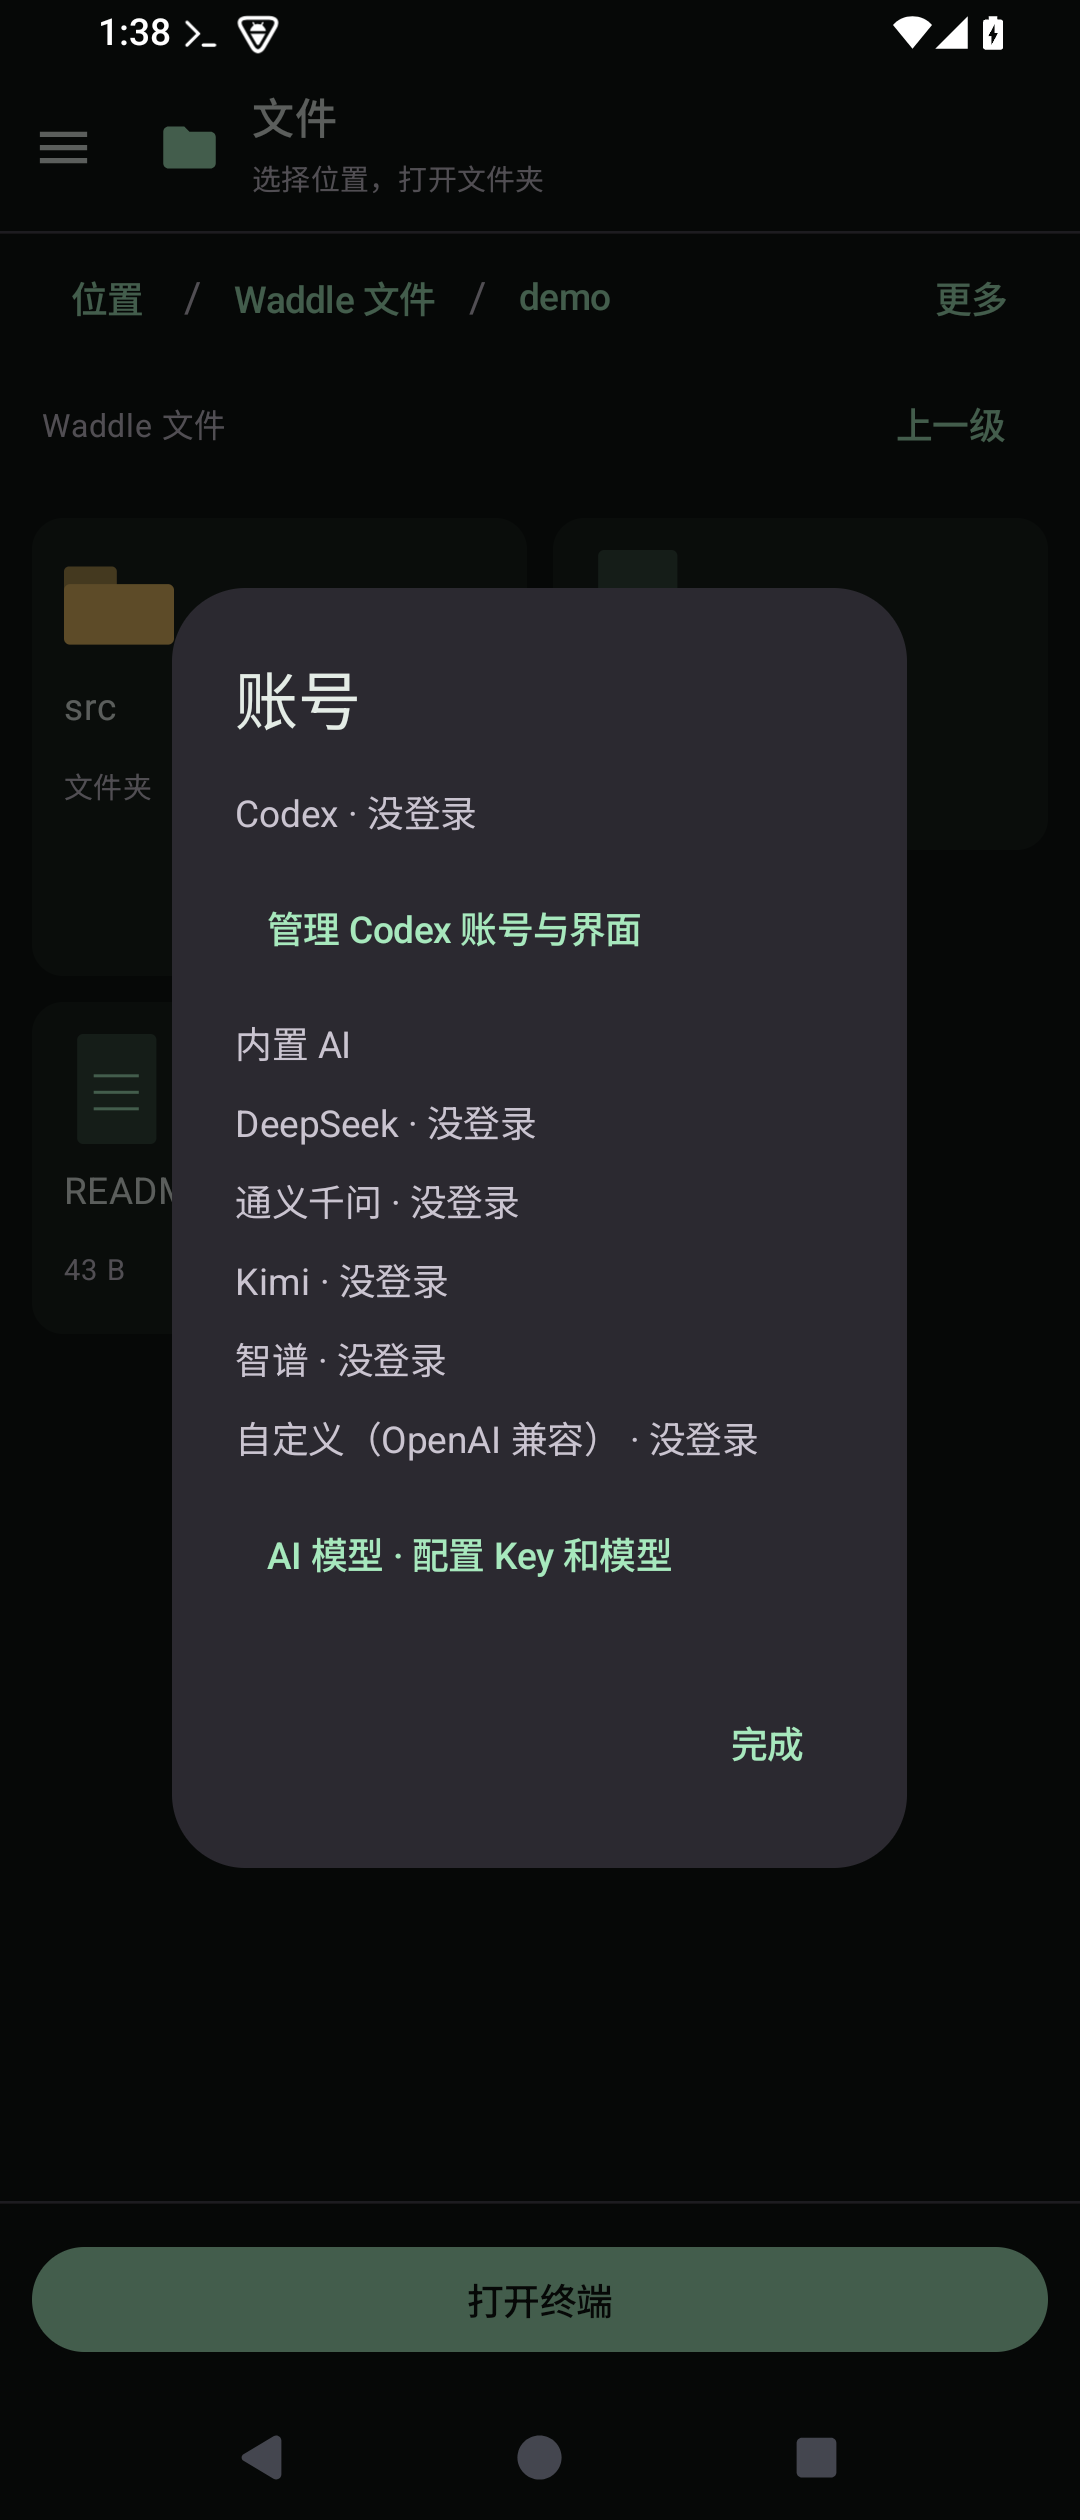 1:38
文件
选择位置，打开文件夹
位置 / Waddle 文件 / demo 更多
Waddle 文件 上一级
src
文件夹
账号
Codex · 没登录
管理 Codex 账号与界面
内置 AI
DeepSeek · 没登录
通义千问 · 没登录
Kimi · 没登录
智谱 · 没登录
自定义（OpenAI 兼容） · 没登录
AI 模型 · 配置 Key 和模型
完成
43 B
打开终端